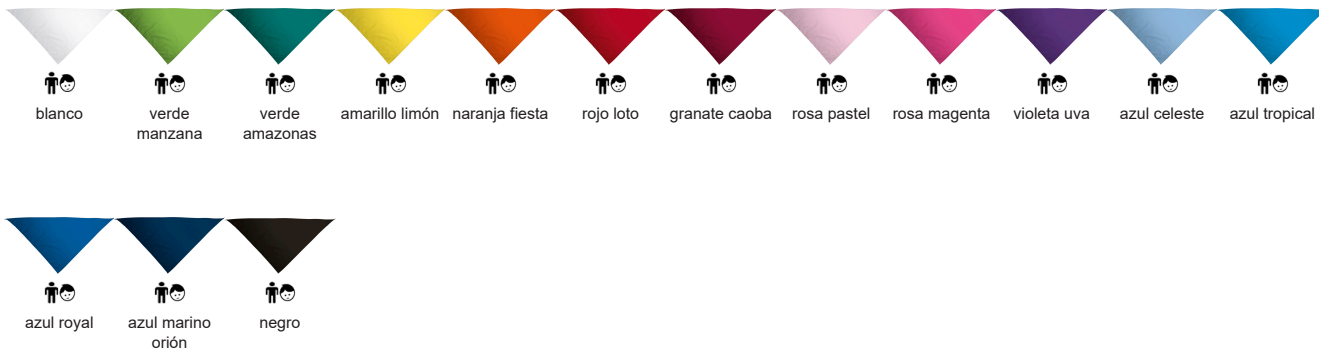 blanco
verde
manzana
verde
amazonas
amarillo limón
naranja fiesta
rojo loto
granate caoba
rosa pastel
rosa magenta
violeta uva
azul celeste
azul tropical
azul royal
azul marino
orión
negro